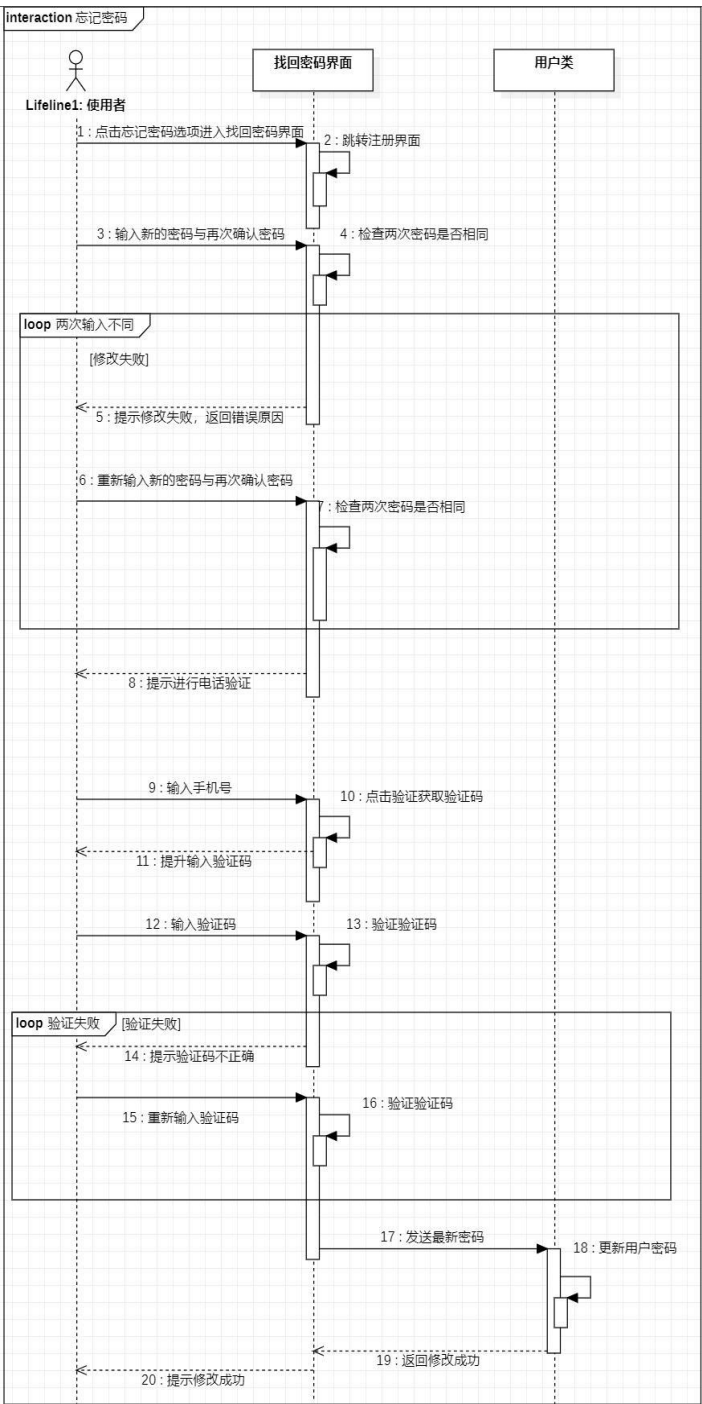 interaction 忘记密码
找回密码界面
用户类
Lifeline1: 使用者
1 : 点击忘记密码选项进入找回密码界面
2 : 跳转注册界面
3 : 输入新的密码与再次确认密码
4 : 检查两次密码是否相同
loop 两次输入不同
[修改失败]
5 : 提示修改失败，返回错误原因
6 : 重新输入新的密码与再次确认密码
7 : 检查两次密码是否相同
8 : 提示进行电话验证
9 : 输入手机号
10 : 点击验证获取验证码
11 : 提升输入验证码
12 : 输入验证码
13 : 验证验证码
loop 验证失败
[验证失败]
14 : 提示验证码不正确
15 : 重新输入验证码
16 : 验证验证码
17 : 发送最新密码
18 : 更新用户密码
19 : 返回修改成功
20 : 提示修改成功